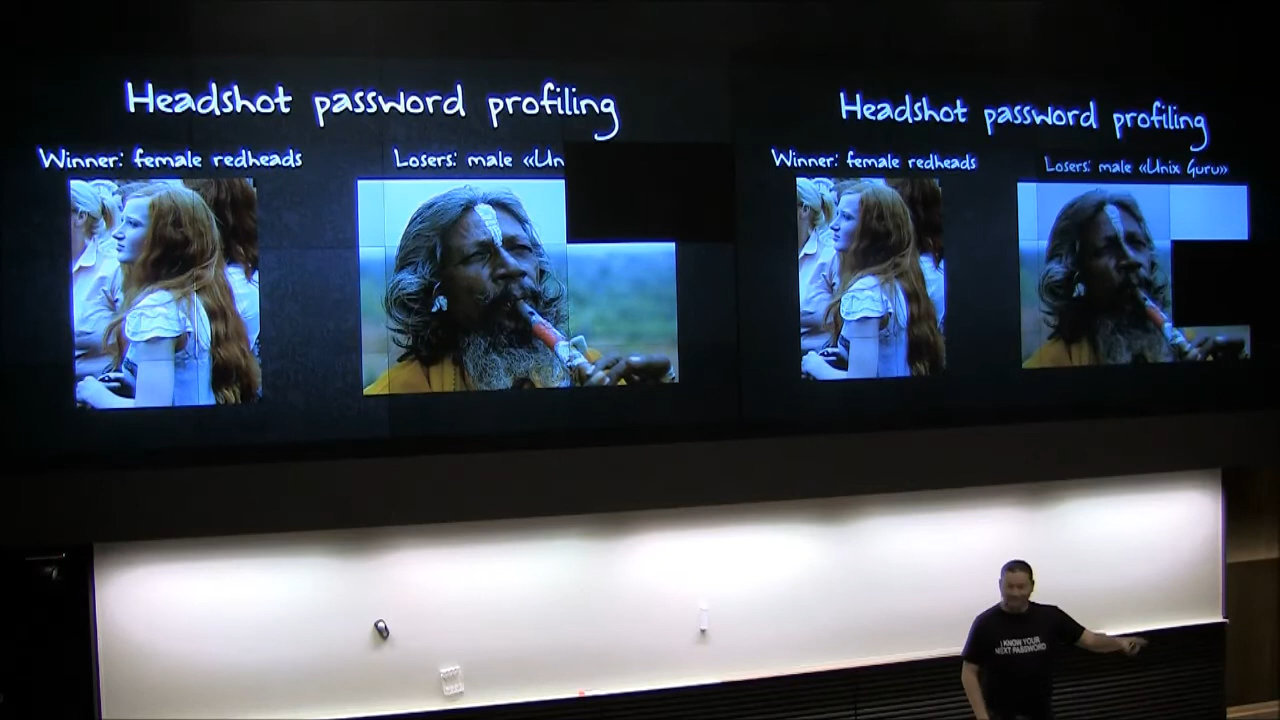 Headshot password profiling
Winner: female redheads
Losers: male «Un
Headshot password profiling
Winner: female redheads
Losers: male «Unix Guru»
I KNOW YOUR
NEXT PASSWORD